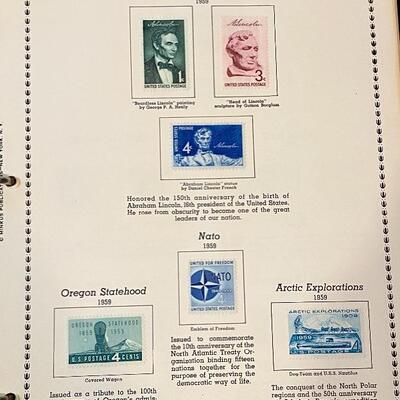 1959
Lincoln
1¢
UNITED STATES POSTAGE
Lincoln
3¢
UNITED STATES POSTAGE
"Beardless Lincoln" painting
by George P. A. Healy
"Head of Lincoln"
sculpture by Gutzon Borglum
4¢
Lincoln
UNITED STATES POSTAGE
"Abraham Lincoln" statue
by Daniel Chester French
Honored the 150th anniversary of the birth of
Abraham Lincoln, 16th president of the United States.
He rose from obscurity to become one of the great
leaders of our nation.
© MINKUS PUBLICATIONS NEW YORK, N. Y.
Nato
1959
UNITED FOR FREEDOM
NATO
Emblem of Freedom
Issued to commemorate
the 10th anniversary of the
North Atlantic Treaty Or-
ganization binding fifteen
nations together for the
purpose of preserving the
democratic way of life.
Oregon Statehood
1959
OREGON STATEHOOD
1859 1959
U.S. POSTAGE 4 CENTS
Covered Wagon
Issued as a tribute to the 100th
of Oregon's admis-
Arctic Explorations
1959
ARCTIC EXPLORATIONS
1909
1959
U.S. POSTAGE
Dog-Team and U.S.S. Nautilus
The conquest of the North Polar
regions and the 50th anniversary